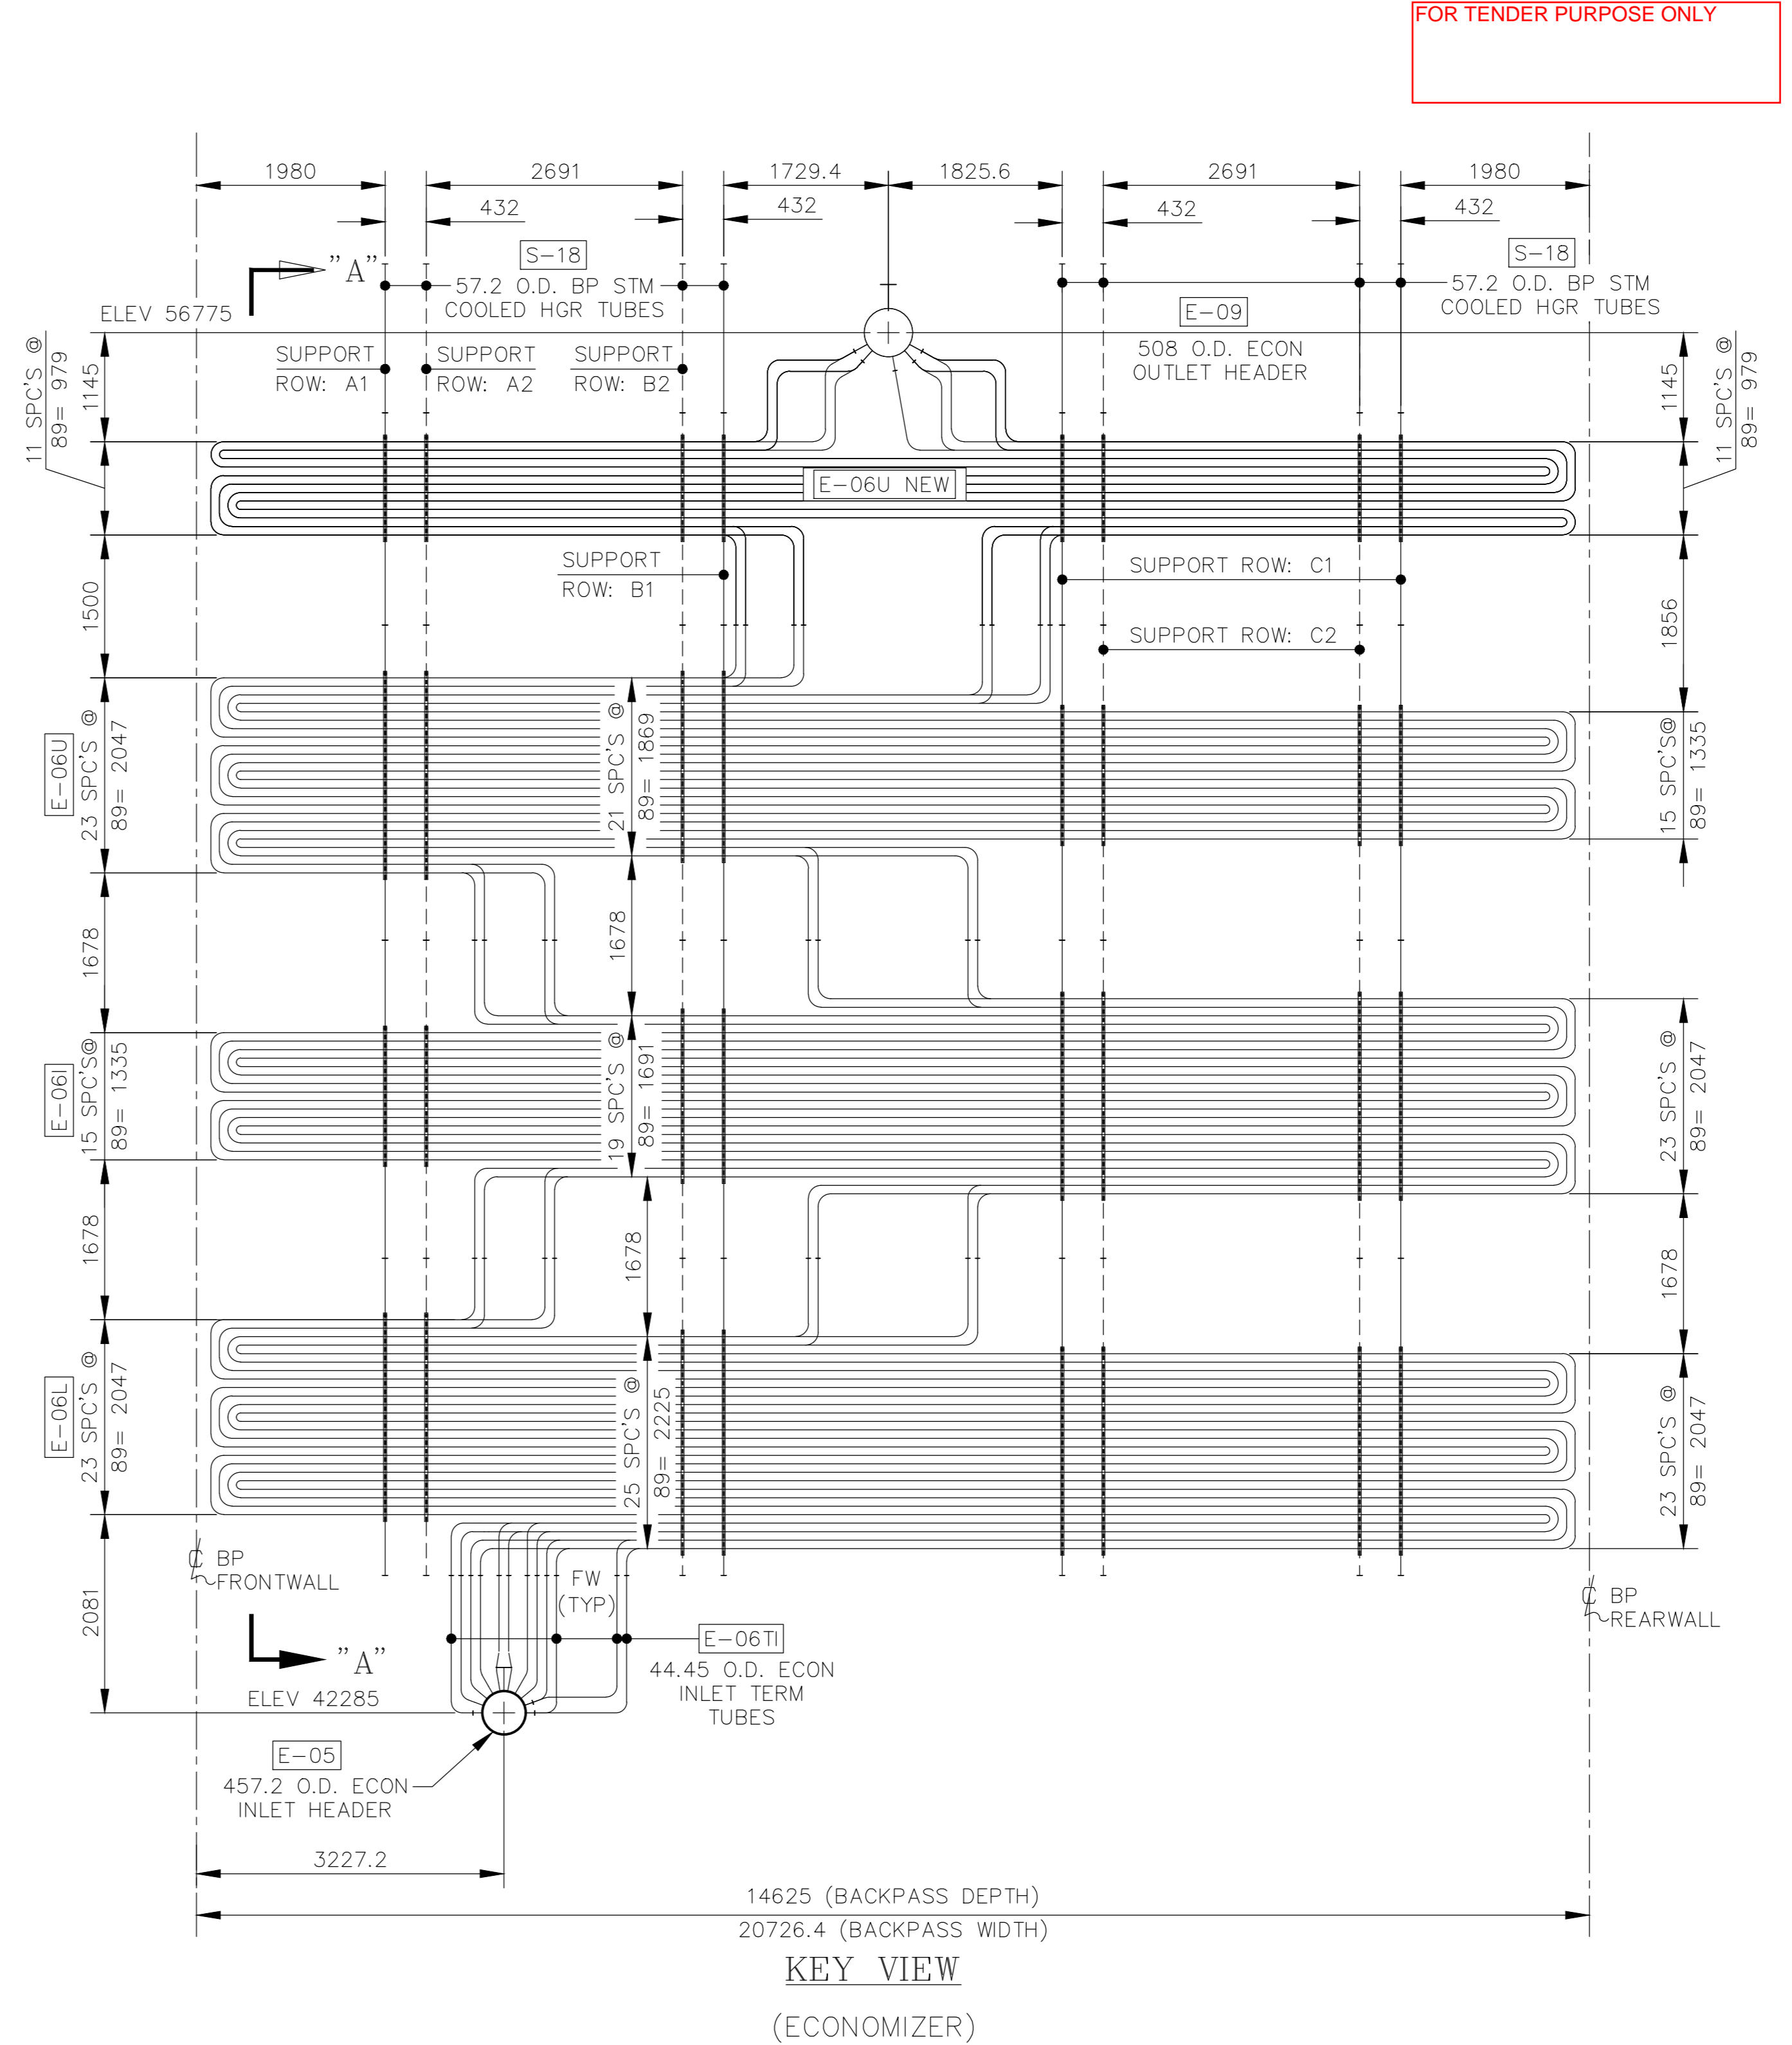 FOR TENDER PURPOSE ONLY
1980
2691
1729.4
1825.6
2691
1980
432
432
432
432
"A"
S-18
57.2 O.D. BP STM
COOLED HGR TUBES
S-18
57.2 O.D. BP STM
COOLED HGR TUBES
ELEV 56775
E-09
508 O.D. ECON
OUTLET HEADER
SUPPORT
ROW: A1
SUPPORT
ROW: A2
SUPPORT
ROW: B2
11 SPC'S @
89= 979
1145
1145
11 SPC'S @
89= 979
E-06U NEW
SUPPORT
ROW: B1
SUPPORT ROW: C1
SUPPORT ROW: C2
1500
1856
E-06U
23 SPC'S @
89= 2047
21 SPC'S @
89= 1869
15 SPC'S@
89= 1335
1678
1678
E-06I
15 SPC'S@
89= 1335
19 SPC'S @
89= 1691
23 SPC'S @
89= 2047
1678
1678
1678
E-06L
23 SPC'S @
89= 2047
25 SPC'S @
89= 2225
23 SPC'S @
89= 2047
2081
℄ BP
FRONTWALL
FW
(TYP)
℄ BP
REARWALL
"A"
ELEV 42285
E-06TI
44.45 O.D. ECON
INLET TERM
TUBES
E-05
457.2 O.D. ECON
INLET HEADER
3227.2
14625 (BACKPASS DEPTH)
20726.4 (BACKPASS WIDTH)
KEY VIEW
(ECONOMIZER)